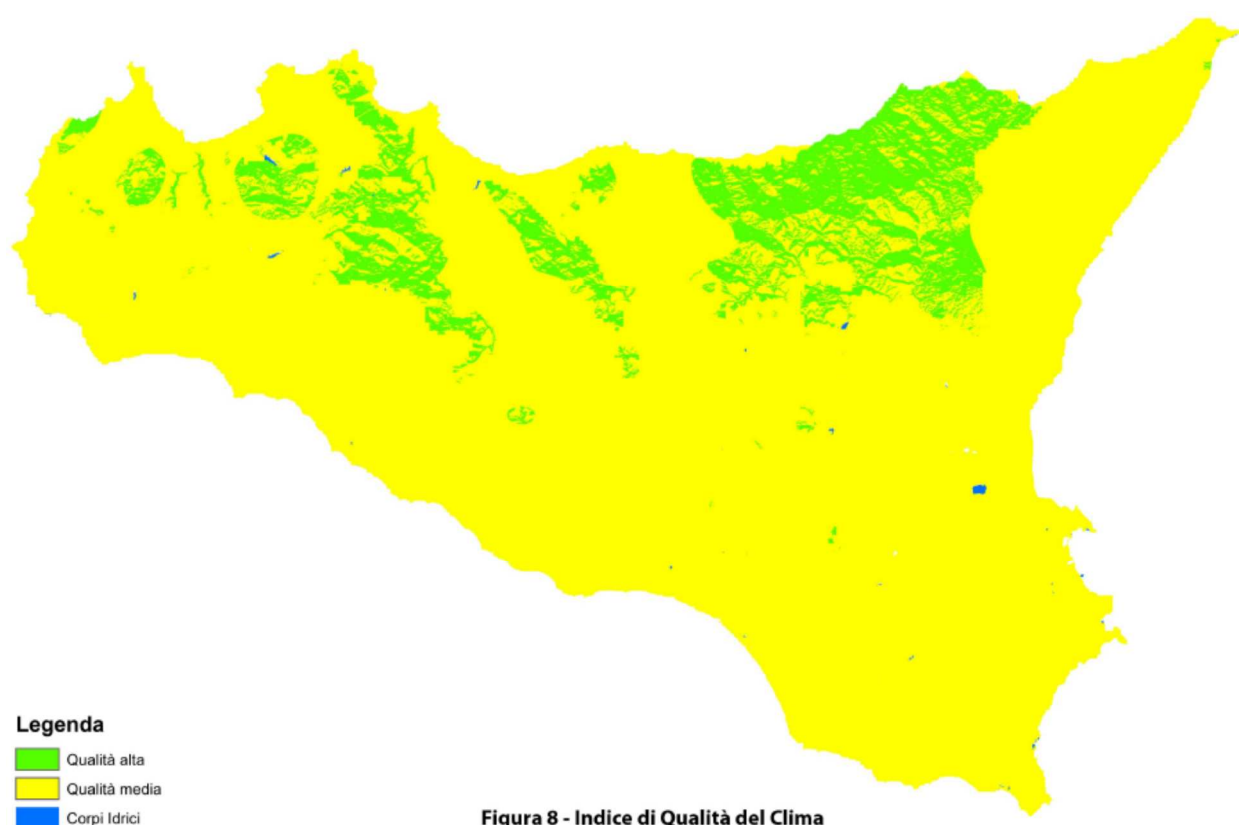 Legenda
Qualità alta
Qualità media
Corpi Idrici
Figura 8 - Indice di Qualità del Clima